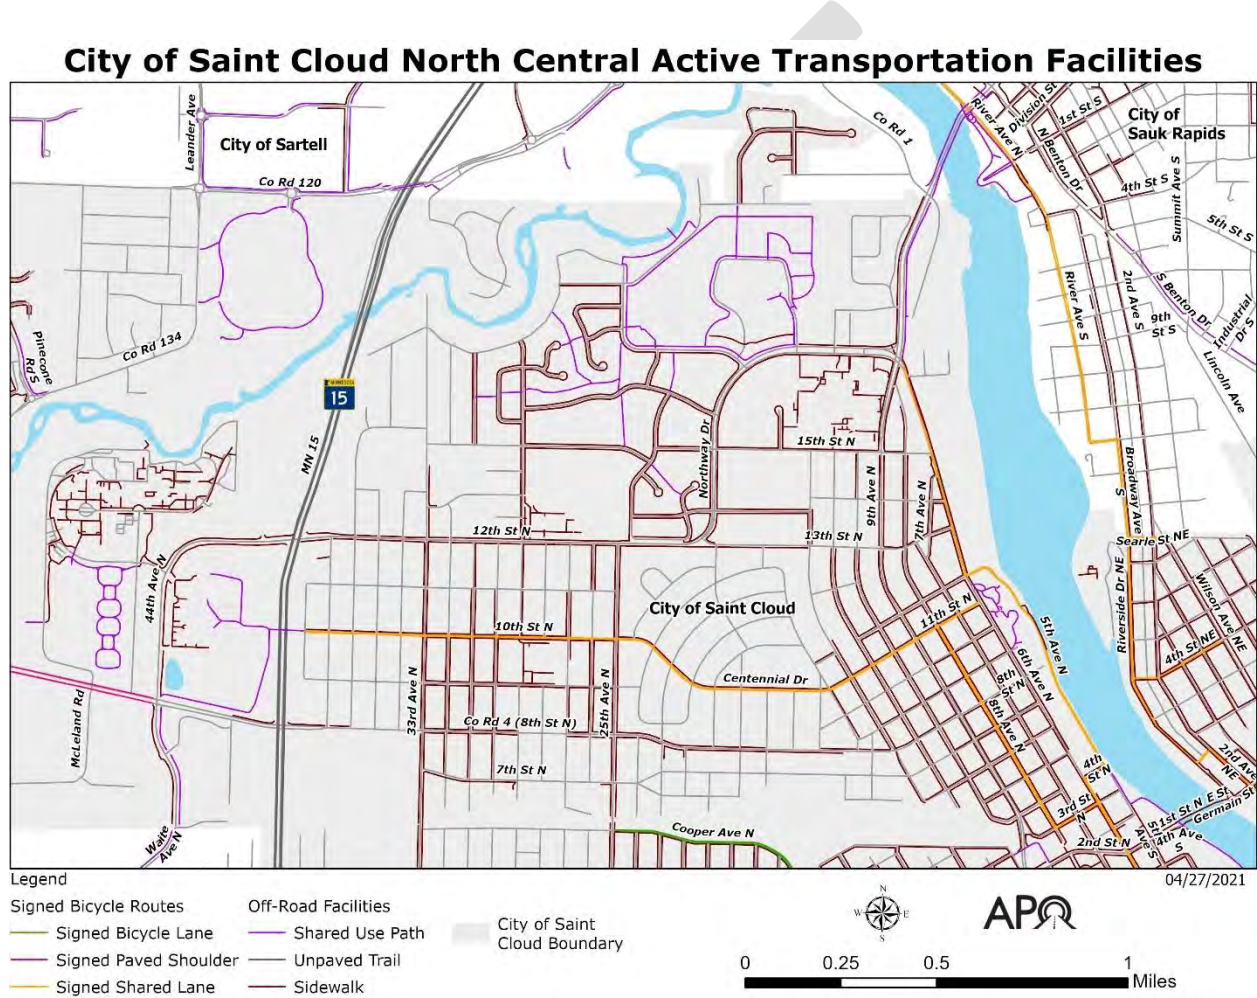 City of Saint Cloud North Central Active Transportation Facilities
Leander Ave
City of Sartell
Co Rd 120
Co Rd 1
River Ave N
Division St
1st St S
N Benton Dr
City of
Sauk Rapids
4th St S
Summit Ave S
5th St S
S Benton Dr
Industrial
Dr S
9th
St S
2nd Ave S
River Ave S
Lincoln Ave
Pinecone
Rd S
Co Rd 134
MINNESOTA
15
MN 15
Northway Dr
15th St N
9th Ave N
7th Ave N
Broadway Ave
S
12th St N
13th St N
Searle St NE
44th Ave N
City of Saint Cloud
11th St N
Riverside Dr NE
Wilson Ave NE
10th St N
5th Ave N
6th Ave N
4th St NE
33rd Ave N
25th Ave N
Centennial Dr
8th
St N
8th Ave N
McLeland Rd
Co Rd 4 (8th St N)
7th St N
4th
St N
2nd Ave
NE
3rd St
N
1st St N
E St
Germain St
Waite
Ave N
Cooper Ave N
2nd St N
5th
Ave S
4th Ave
S
04/27/2021
Legend
Signed Bicycle Routes
Signed Bicycle Lane
Signed Paved Shoulder
Signed Shared Lane
Off-Road Facilities
Shared Use Path
Unpaved Trail
Sidewalk
City of Saint
Cloud Boundary
N
W E
S
APO
0 0.25 0.5 1
Miles